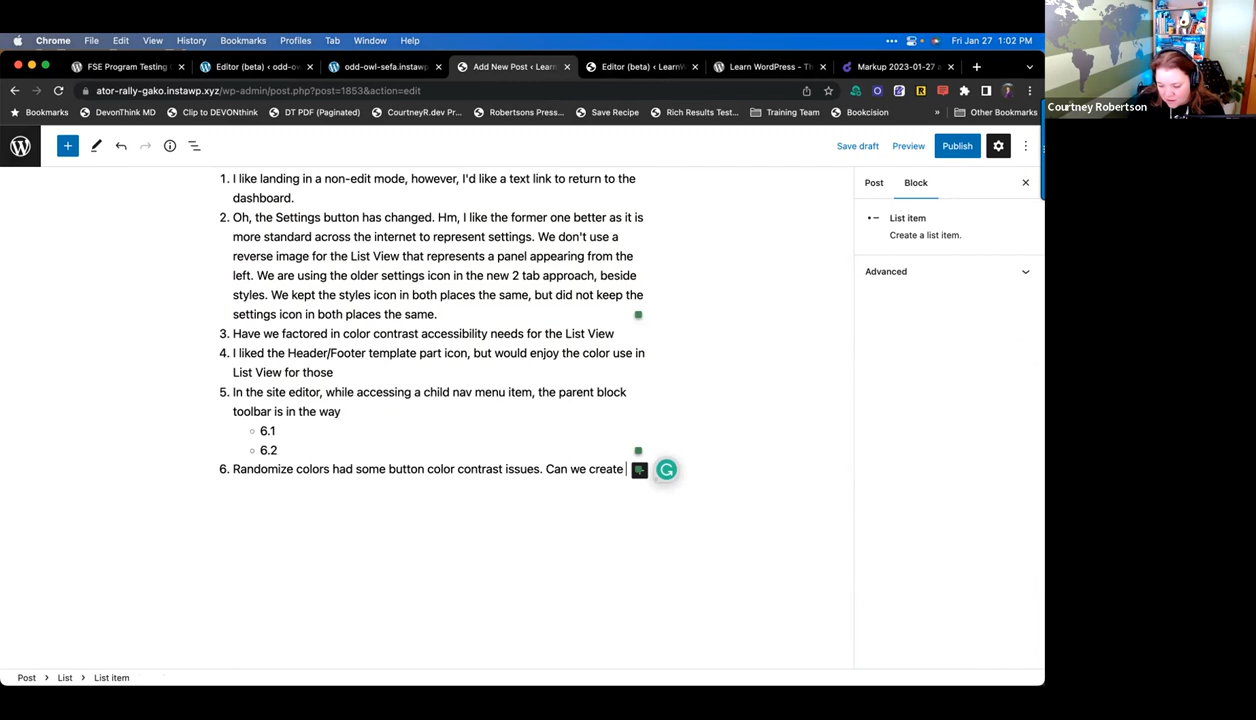 Chrome File Edit View History Bookmarks Profiles Tab Window Help
Fri Jan 27 1:02 PM
FSE Program Testing
Editor (beta) ‹ odd-ow
odd-owl-sefa.instawp
Add New Post ‹ Learn
Editor (beta) ‹ LearnW
Learn WordPress - Th
Markup 2023-01-27 a
ator-rally-gako.instawp.xyz/wp-admin/post.php?post=1853&action=edit
Courtney Robertson
Bookmarks DevonThink MD Clip to DEVONthink DT PDF (Paginated) CourtneyR.dev Pr... Robertsons Press... Save Recipe Rich Results Test... Training Team Bookcision » Other Bookmarks
Save draft Preview Publish
1. I like landing in a non-edit mode, however, I'd like a text link to return to the
dashboard.
2. Oh, the Settings button has changed. Hm, I like the former one better as it is
more standard across the internet to represent settings. We don't use a
reverse image for the List View that represents a panel appearing from the
left. We are using the older settings icon in the new 2 tab approach, beside
styles. We kept the styles icon in both places the same, but did not keep the
settings icon in both places the same.
3. Have we factored in color contrast accessibility needs for the List View
4. I liked the Header/Footer template part icon, but would enjoy the color use in
List View for those
5. In the site editor, while accessing a child nav menu item, the parent block
toolbar is in the way
6.1
6.2
6. Randomize colors had some button color contrast issues. Can we create
Post Block
List item
Create a list item.
Advanced
Post List List item